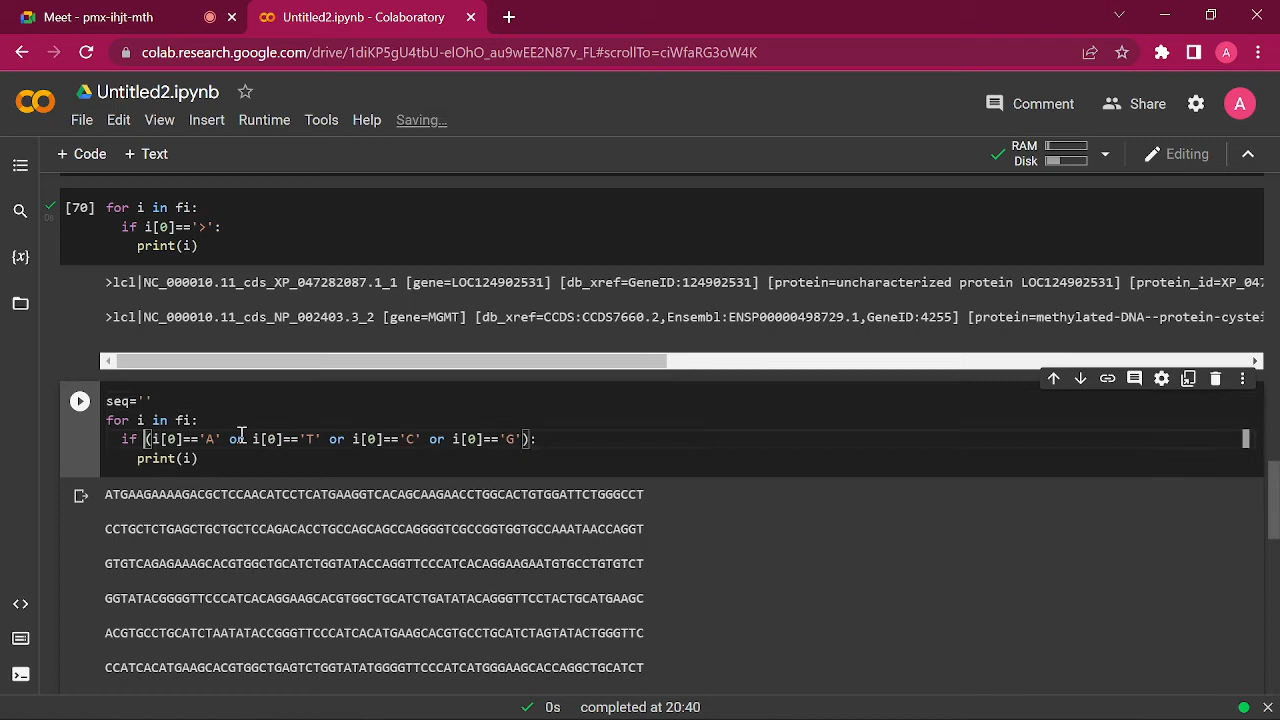 Meet - pmx-ihjt-mth
Untitled2.ipynb - Colaboratory
colab.research.google.com/drive/1diKP5gU4tbU-elOhO_au9wEE2N87v_FL#scrollTo=ciWfaRG3oW4K
A
Untitled2.ipynb
Comment
Share
A
File Edit View Insert Runtime Tools Help Saving...
+ Code + Text
RAM
Disk
Editing
[70] for i in fi:
0s
if i[0]=='>':
print(i)
>lcl|NC_000010.11_cds_XP_047282087.1_1 [gene=LOC124902531] [db_xref=GeneID:124902531] [protein=uncharacterized protein LOC124902531] [protein_id=XP_047
>lcl|NC_000010.11_cds_NP_002403.3_2 [gene=MGMT] [db_xref=CCDS:CCDS7660.2,Ensembl:ENSP00000498729.1,GeneID:4255] [protein=methylated-DNA--protein-cystei
seq=''
for i in fi:
if (i[0]=='A' or i[0]=='T' or i[0]=='C' or i[0]=='G'):
print(i)
ATGAAGAAAAGACGCTCCAACATCCTCATGAAGGTCACAGCAAGAACCTGGCACTGTGGATTCTGGGCCT
CCTGCTCTGAGCTGCTGCTCCAGACACCTGCCAGCAGCCAGGGGTCGCCGGTGGTGCCAAATAACCAGGT
GTGTCAGAGAAAGCACGTGGCTGCATCTGGTATACCAGGTTCCCATCACAGGAAGAATGTGCCTGTGTCT
GGTATACGGGGTTCCCATCACAGGAAGCACGTGGCTGCATCTGATATACAGGGTTCCTACTGCATGAAGC
ACGTGCCTGCATCTAATATACCGGGTTCCCATCACATGAAGCACGTGCCTGCATCTAGTATACTGGGTTC
CCATCACATGAAGCACGTGGCTGAGTCTGGTATATGGGGTTCCCATCATGGGAAGCACCAGGCTGCATCT
0s completed at 20:40